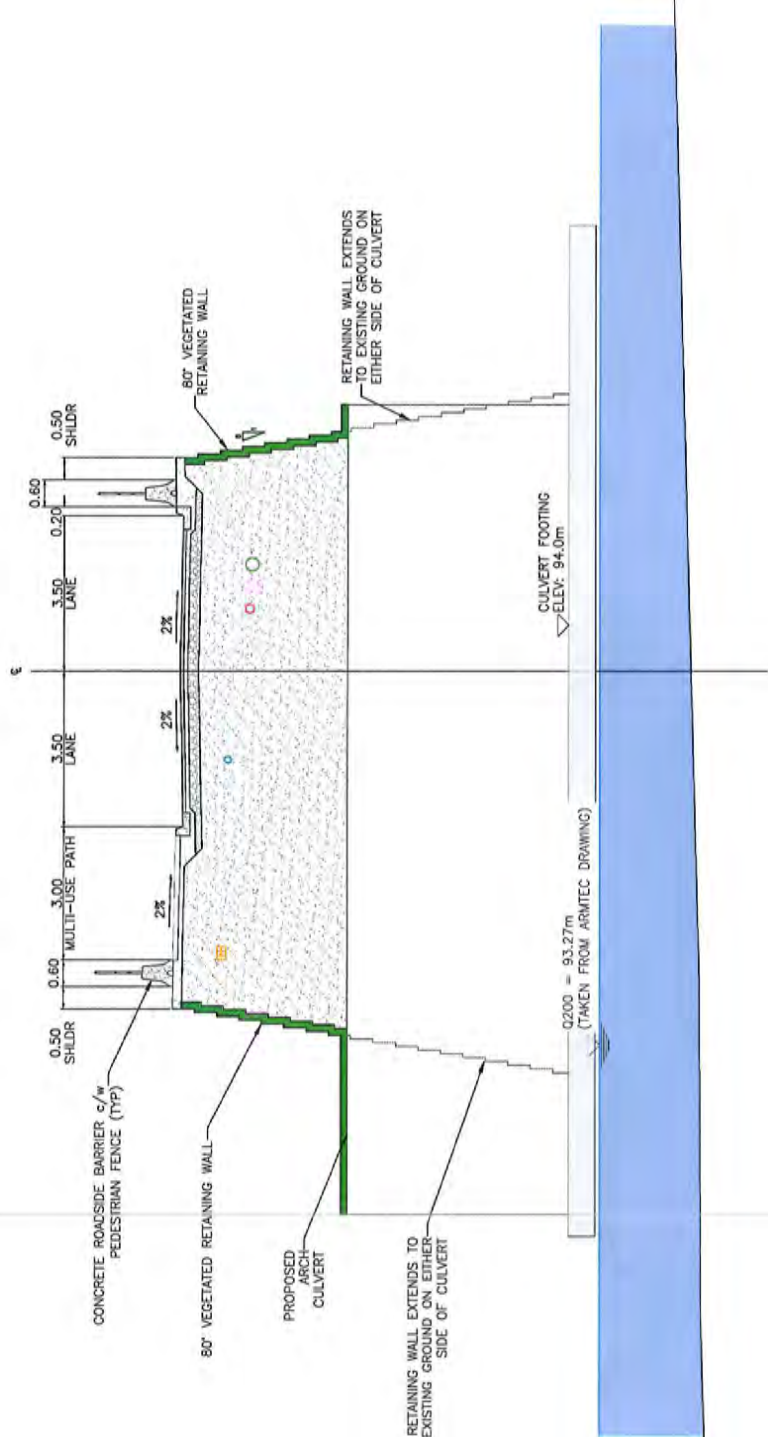 ℄
0.50
SHLDR
0.60
3.00
MULTI-USE PATH
3.50
LANE
3.50
LANE
0.20
0.60
0.50
SHLDR
2%
2%
2%
CONCRETE ROADSIDE BARRIER c/w
PEDESTRIAN FENCE (TYP)
80° VEGETATED
RETAINING WALL
80° VEGETATED RETAINING WALL
PROPOSED
ARCH
CULVERT
RETAINING WALL EXTENDS
TO EXISTING GROUND ON
EITHER SIDE OF CULVERT
RETAINING WALL EXTENDS TO
EXISTING GROUND ON EITHER
SIDE OF CULVERT
CULVERT FOOTING
ELEV: 94.0m
Q200 = 93.27m
(TAKEN FROM ARMTEC DRAWING)